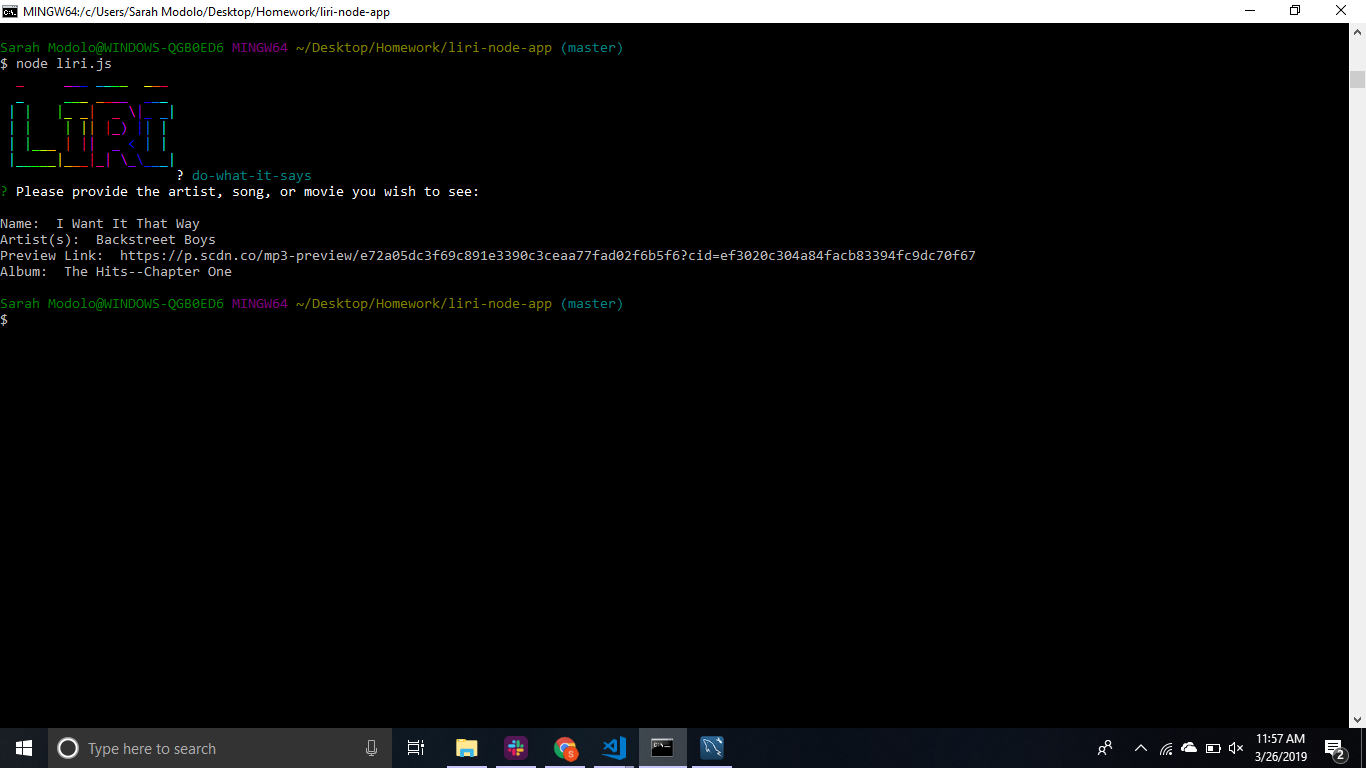 MINGW64:/c/Users/Sarah Modolo/Desktop/Homework/liri-node-app
Sarah Modolo@WINDOWS-QGB0ED6 MINGW64 ~/Desktop/Homework/liri-node-app (master)
$ node liri.js
LIRI
? do-what-it-says
? Please provide the artist, song, or movie you wish to see:
Name:  I Want It That Way
Artist(s):  Backstreet Boys
Preview Link:  https://p.scdn.co/mp3-preview/e72a05dc3f69c891e3390c3ceaa77fad02f6b5f6?cid=ef3020c304a84facb83394fc9dc70f67
Album:  The Hits--Chapter One
Sarah Modolo@WINDOWS-QGB0ED6 MINGW64 ~/Desktop/Homework/liri-node-app (master)
$
Type here to search
11:57 AM
3/26/2019
2